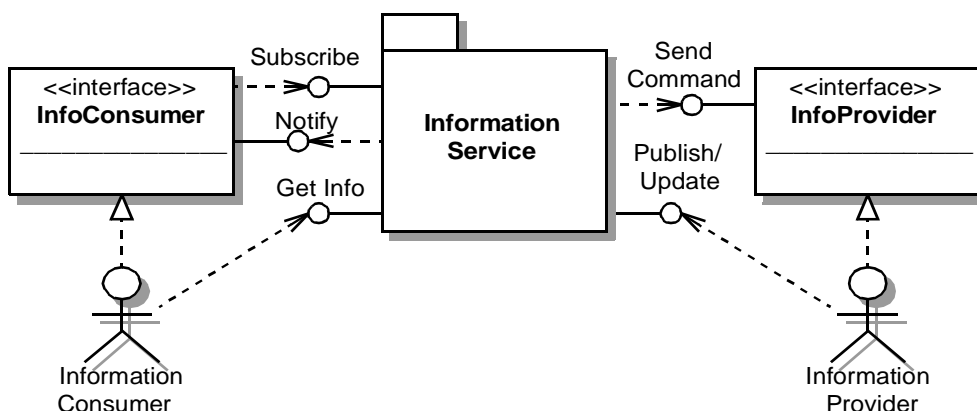 Subscribe
<<interface>>
InfoConsumer
Notify
Get Info
Information
Service
Send
Command
<<interface>>
InfoProvider
Publish/
Update
Information
Consumer
Information
Provider